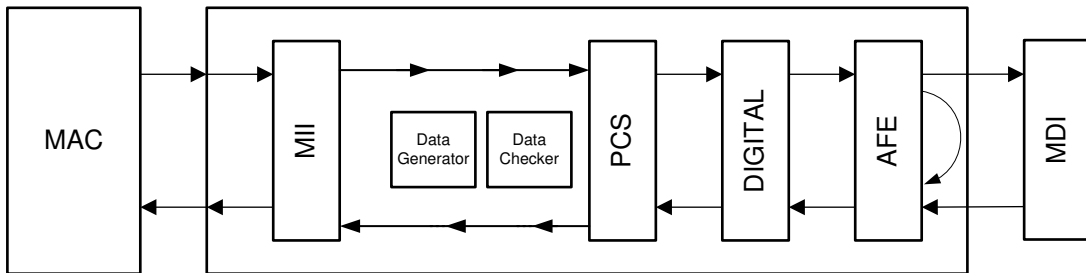 MAC
MII
Data
Generator
Data
Checker
PCS
DIGITAL
AFE
MDI